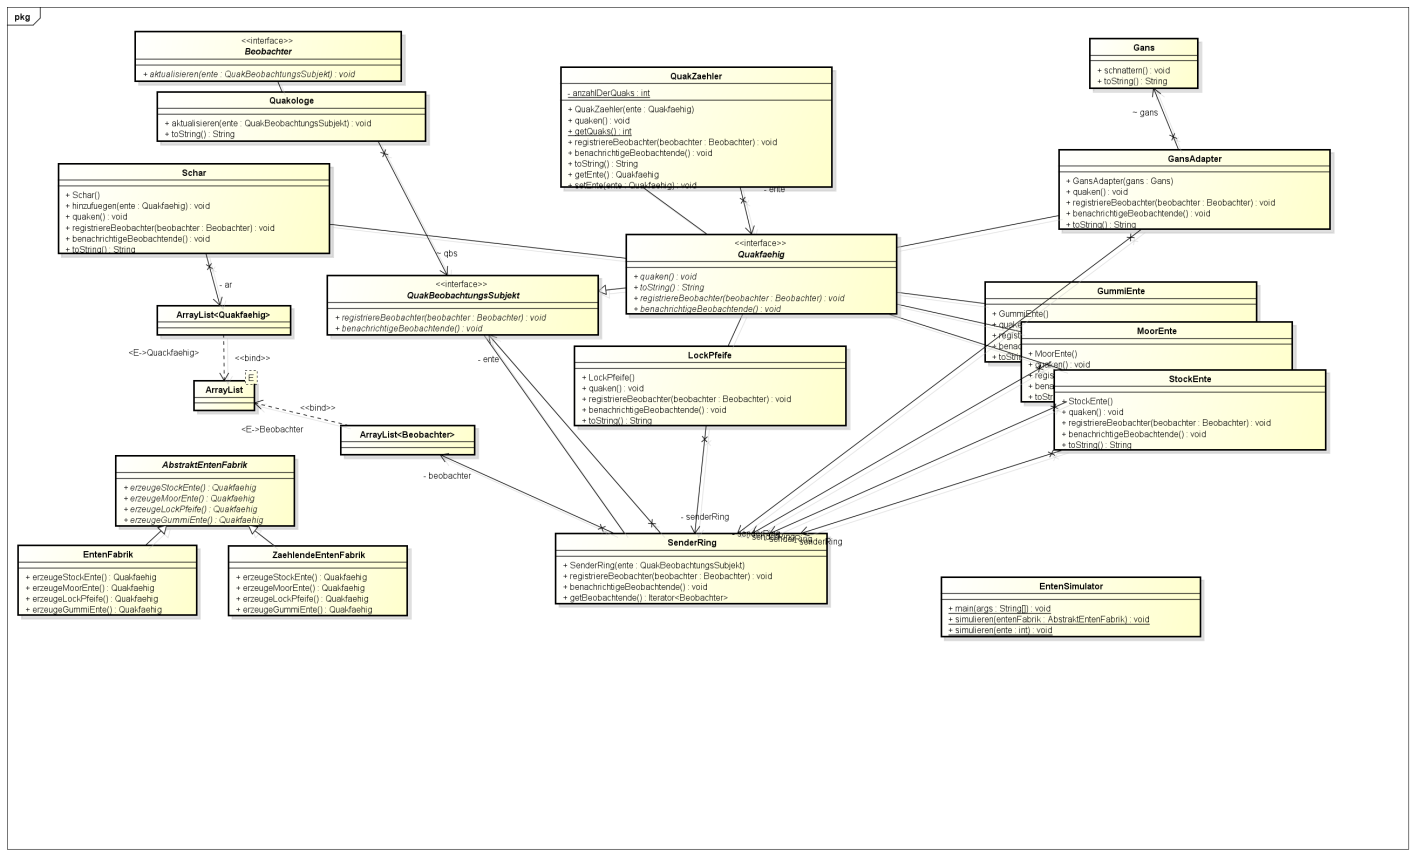 pkg
<<interface>>
Beobachter
+ aktualisieren(ente : QuakBeobachtungsSubjekt) : void
Quakologe
+ aktualisieren(ente : QuakBeobachtungsSubjekt) : void
+ toString() : String
Schar
+ Schar()
+ hinzufuegen(ente : Quakfaehig) : void
+ quaken() : void
+ registriereBeobachter(beobachter : Beobachter) : void
+ benachrichtigeBeobachtende() : void
+ toString() : String
QuakZaehler
- anzahlDerQuaks : int
+ QuakZaehler(ente : Quakfaehig)
+ quaken() : void
+ getQuaks() : int
+ registriereBeobachter(beobachter : Beobachter) : void
+ benachrichtigeBeobachtende() : void
+ toString() : String
+ getEnte() : Quakfaehig
+ setEnte(ente : Quakfaehig) : void
- ente
Gans
+ schnattern() : void
+ toString() : String
~ gans
GansAdapter
+ GansAdapter(gans : Gans)
+ quaken() : void
+ registriereBeobachter(beobachter : Beobachter) : void
+ benachrichtigeBeobachtende() : void
+ toString() : String
<<interface>>
Quakfaehig
+ quaken() : void
+ toString() : String
+ registriereBeobachter(beobachter : Beobachter) : void
+ benachrichtigeBeobachtende() : void
~ qbs
<<interface>>
QuakBeobachtungsSubjekt
+ registriereBeobachter(beobachter : Beobachter) : void
+ benachrichtigeBeobachtende() : void
- ente
- ar
ArrayList<Quakfaehig>
<E->Quackfaehig>
<<bind>>
E
ArrayList
<<bind>>
<E->Beobachter
ArrayList<Beobachter>
- beobachter
LockPfeife
+ LockPfeife()
+ quaken() : void
+ registriereBeobachter(beobachter : Beobachter) : void
+ benachrichtigeBeobachtende() : void
+ toString() : String
- senderRing
GummiEnte
+ GummiEnte()
MoorEnte
+ MoorEnte()
+ quaken() : void
StockEnte
+ StockEnte()
+ quaken() : void
+ registriereBeobachter(beobachter : Beobachter) : void
+ benachrichtigeBeobachtende() : void
+ toString() : String
AbstraktEntenFabrik
+ erzeugeStockEnte() : Quakfaehig
+ erzeugeMoorEnte() : Quakfaehig
+ erzeugeLockPfeife() : Quakfaehig
+ erzeugeGummiEnte() : Quakfaehig
EntenFabrik
+ erzeugeStockEnte() : Quakfaehig
+ erzeugeMoorEnte() : Quakfaehig
+ erzeugeLockPfeife() : Quakfaehig
+ erzeugeGummiEnte() : Quakfaehig
ZaehlendeEntenFabrik
+ erzeugeStockEnte() : Quakfaehig
+ erzeugeMoorEnte() : Quakfaehig
+ erzeugeLockPfeife() : Quakfaehig
+ erzeugeGummiEnte() : Quakfaehig
~ senderRing
SenderRing
+ SenderRing(ente : QuakBeobachtungsSubjekt)
+ registriereBeobachter(beobachter : Beobachter) : void
+ benachrichtigeBeobachtende() : void
+ getBeobachtende() : Iterator<Beobachter>
EntenSimulator
+ main(args : String[]) : void
+ simulieren(entenFabrik : AbstraktEntenFabrik) : void
+ simulieren(ente : int) : void